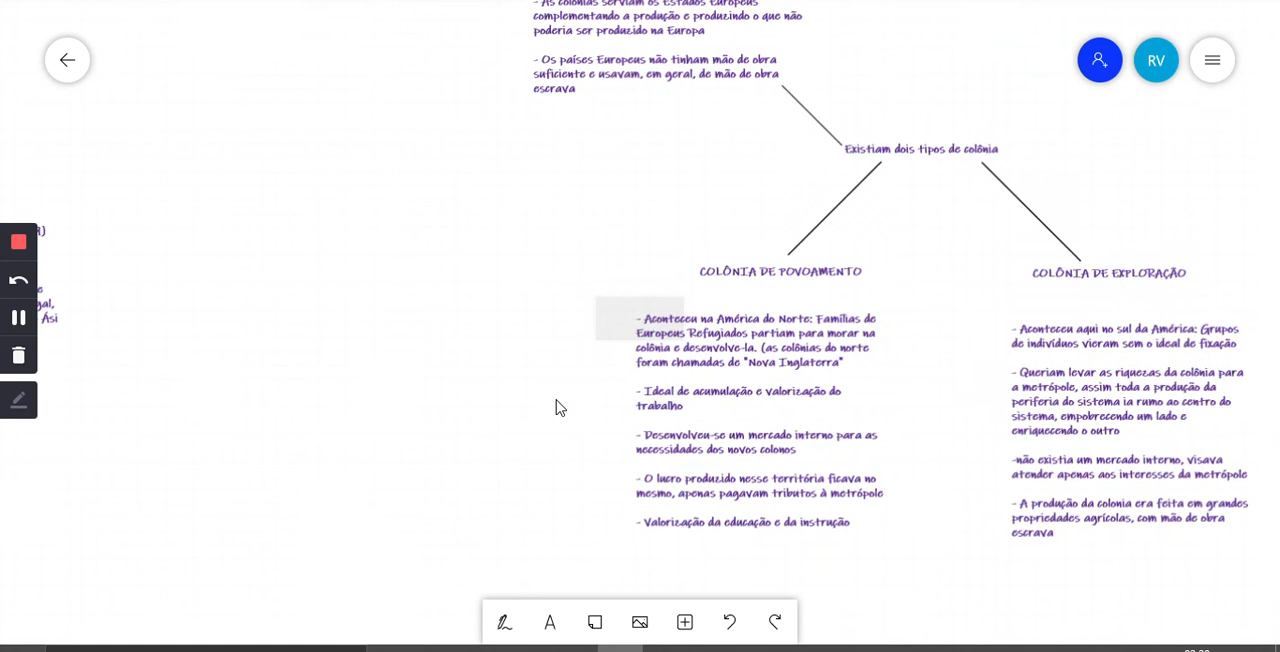 - As colônias serviam os Estados Europeus
complementando a produção e produzindo o que não
poderia ser produzido na Europa
- Os países Europeus não tinham mão de obra
suficiente e usavam, em geral, de mão de obra
escrava
RV
Existiam dois tipos de colônia
COLÔNIA DE POVOAMENTO
- Aconteceu na América do Norte: Famílias de
Europeus Refugiados partiam para morar na
colônia e desenvolve-la. (as colônias do norte
foram chamadas de "Nova Inglaterra"
- Ideal de acumulação e valorização do
trabalho
- Desenvolveu-se um mercado interno para as
necessidades dos novos colonos
- O lucro produzido nesse território ficava no
mesmo, apenas pagavam tributos à metrópole
- Valorização da educação e da instrução
COLÔNIA DE EXPLORAÇÃO
- Aconteceu aqui no sul da América: Grupos
de indivíduos vieram sem o ideal de fixação
- Queriam levar as riquezas da colônia para
a metrópole, assim toda a produção da
periferia do sistema ia rumo ao centro do
sistema, empobrecendo um lado e
enriquecendo o outro
-não existia um mercado interno, visava
atender apenas aos interesses da metrópole
- A produção da colonia era feita em grandes
propriedades agrícolas, com mão de obra
escrava